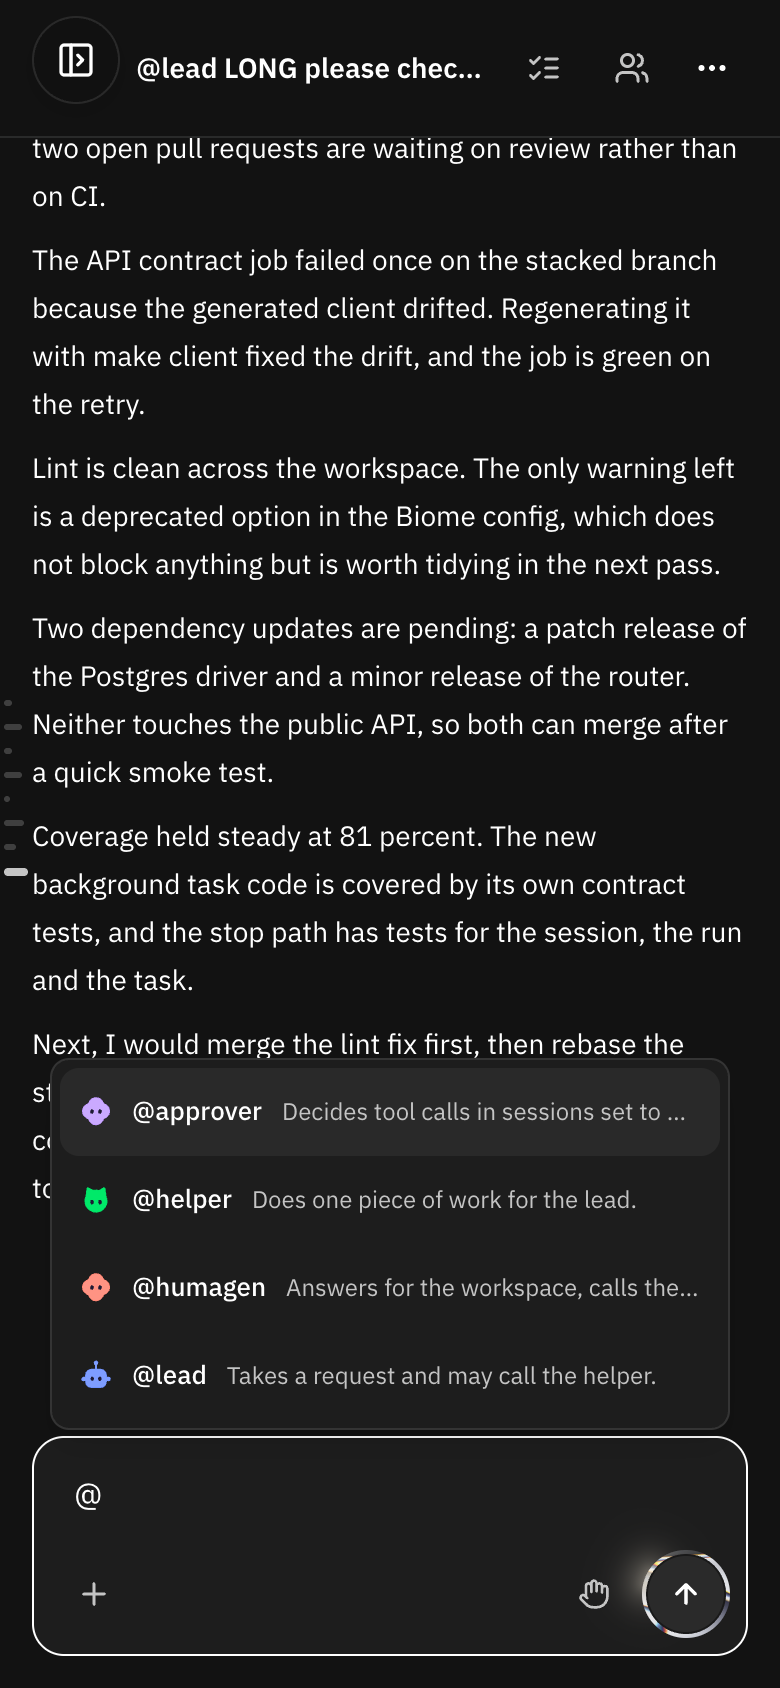 @lead LONG please chec...
two open pull requests are waiting on review rather than
on CI.
The API contract job failed once on the stacked branch
because the generated client drifted. Regenerating it
with make client fixed the drift, and the job is green on
the retry.
Lint is clean across the workspace. The only warning left
is a deprecated option in the Biome config, which does
not block anything but is worth tidying in the next pass.
Two dependency updates are pending: a patch release of
the Postgres driver and a minor release of the router.
Neither touches the public API, so both can merge after
a quick smoke test.
Coverage held steady at 81 percent. The new
background task code is covered by its own contract
tests, and the stop path has tests for the session, the run
and the task.
Next, I would merge the lint fix first, then rebase the
@approver Decides tool calls in sessions set to ...
@helper Does one piece of work for the lead.
@humagen Answers for the workspace, calls the...
@lead Takes a request and may call the helper.
@